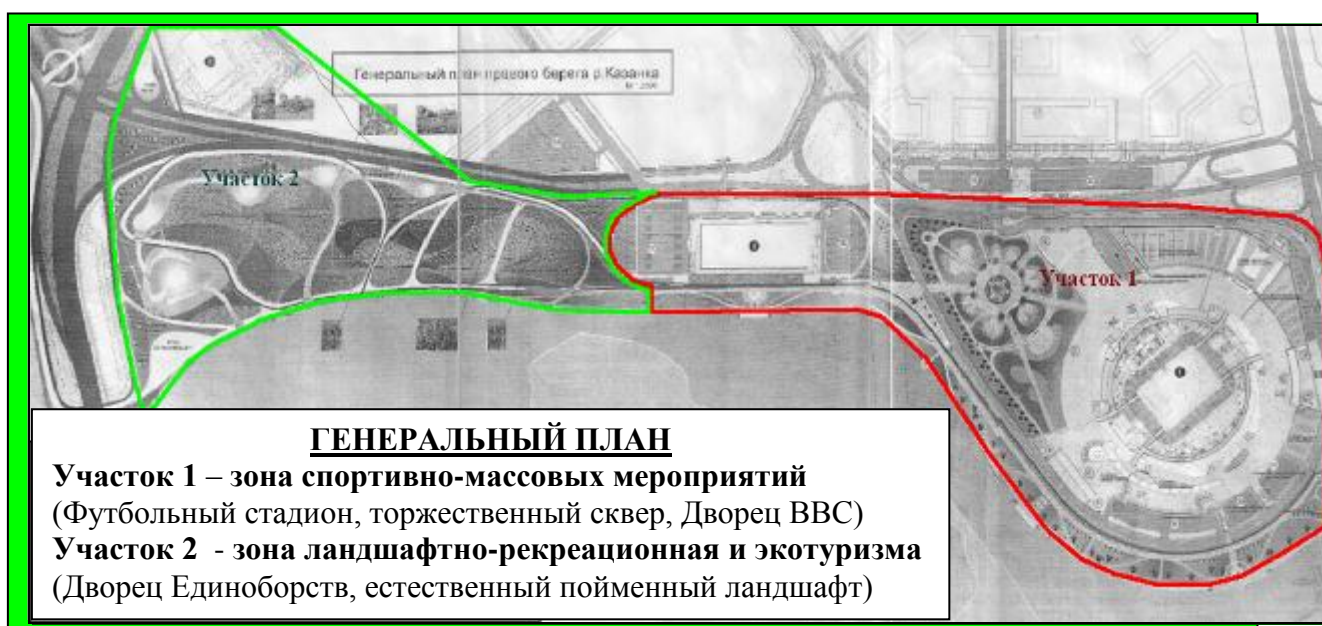 Генеральный план правого берега р.Казанка
Участок 2
Участок 1
ГЕНЕРАЛЬНЫЙ ПЛАН
Участок 1 – зона спортивно-массовых мероприятий
(Футбольный стадион, торжественный сквер, Дворец ВВС)
Участок 2 - зона ландшафтно-рекреационная и экотуризма
(Дворец Единоборств, естественный пойменный ландшафт)